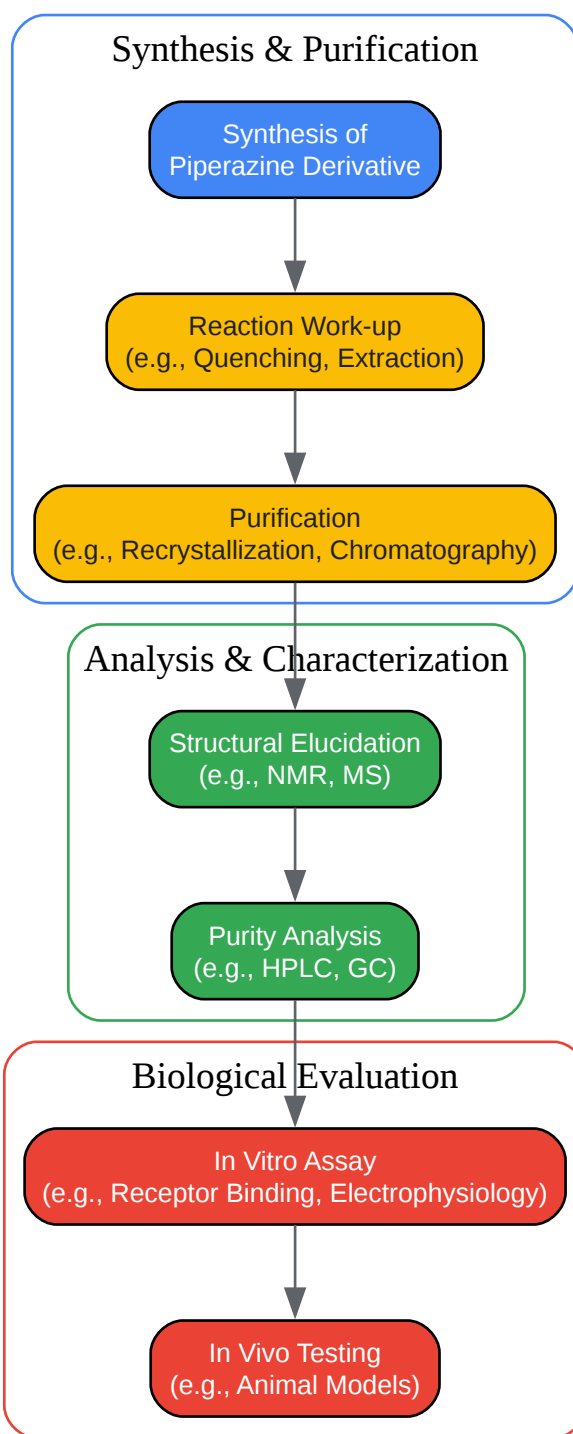 Synthesis & Purification
Synthesis of
Piperazine Derivative
Reaction Work-up
(e.g., Quenching, Extraction)
Purification
(e.g., Recrystallization, Chromatography)
Analysis & Characterization
Structural Elucidation
(e.g., NMR, MS)
Purity Analysis
(e.g., HPLC, GC)
Biological Evaluation
In Vitro Assay
(e.g., Receptor Binding, Electrophysiology)
In Vivo Testing
(e.g., Animal Models)